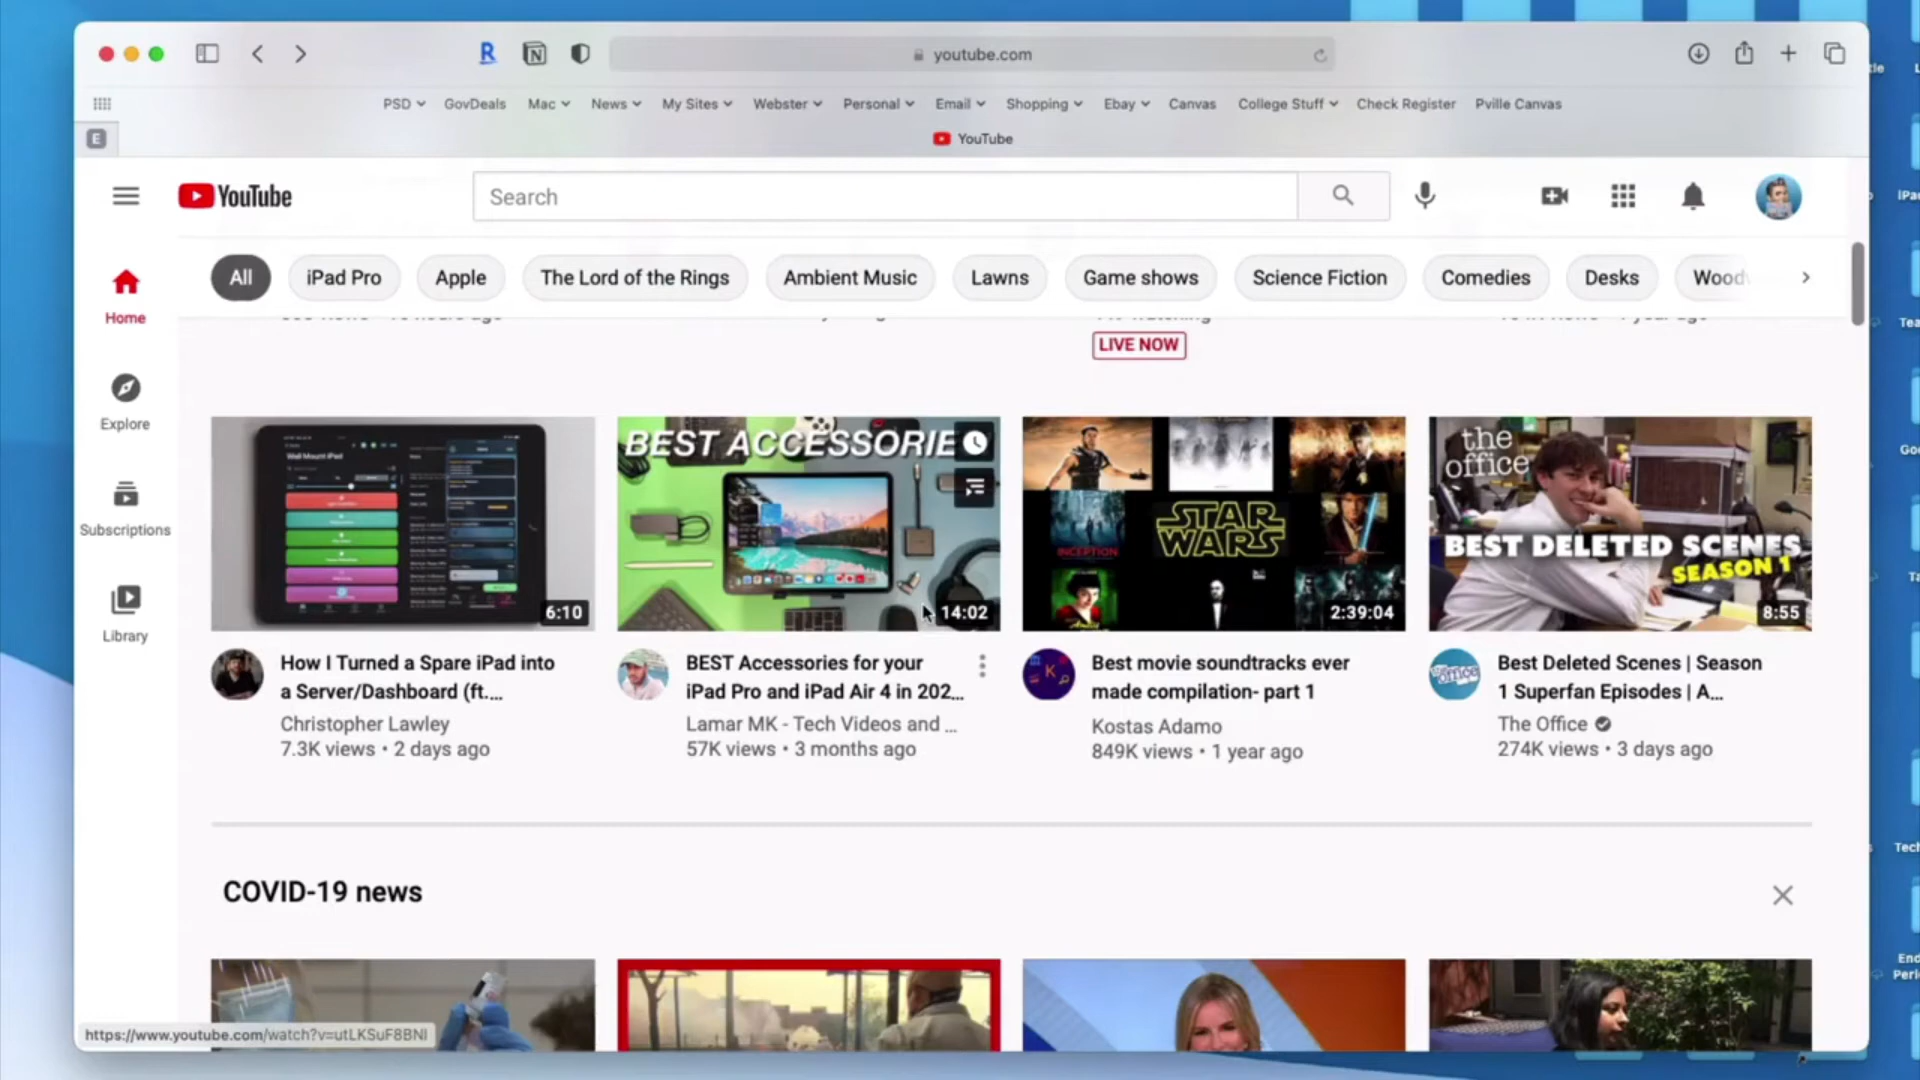 youtube.com
PSD GovDeals Mac News My Sites Webster Personal Email Shopping Ebay Canvas College Stuff Check Register Pville Canvas
E
YouTube
YouTube
Search
All iPad Pro Apple The Lord of the Rings Ambient Music Lawns Game shows Science Fiction Comedies Desks
Home
LIVE NOW
Explore
Subscriptions
Library
Wall Mount iPad
6:10
BEST ACCESSORIE
14:02
INCEPTION
STAR
WARS
2:39:04
the
office
BEST DELETED SCENES
SEASON 1
8:55
How I Turned a Spare iPad into
a Server/Dashboard (ft....
Christopher Lawley
7.3K views • 2 days ago
BEST Accessories for your
iPad Pro and iPad Air 4 in 202...
Lamar MK - Tech Videos and ...
57K views • 3 months ago
Best movie soundtracks ever
made compilation- part 1
Kostas Adamo
849K views • 1 year ago
Best Deleted Scenes | Season
1 Superfan Episodes | A...
The Office
274K views • 3 days ago
COVID-19 news
https://www.youtube.com/watch?v=utLKSuF8BNI